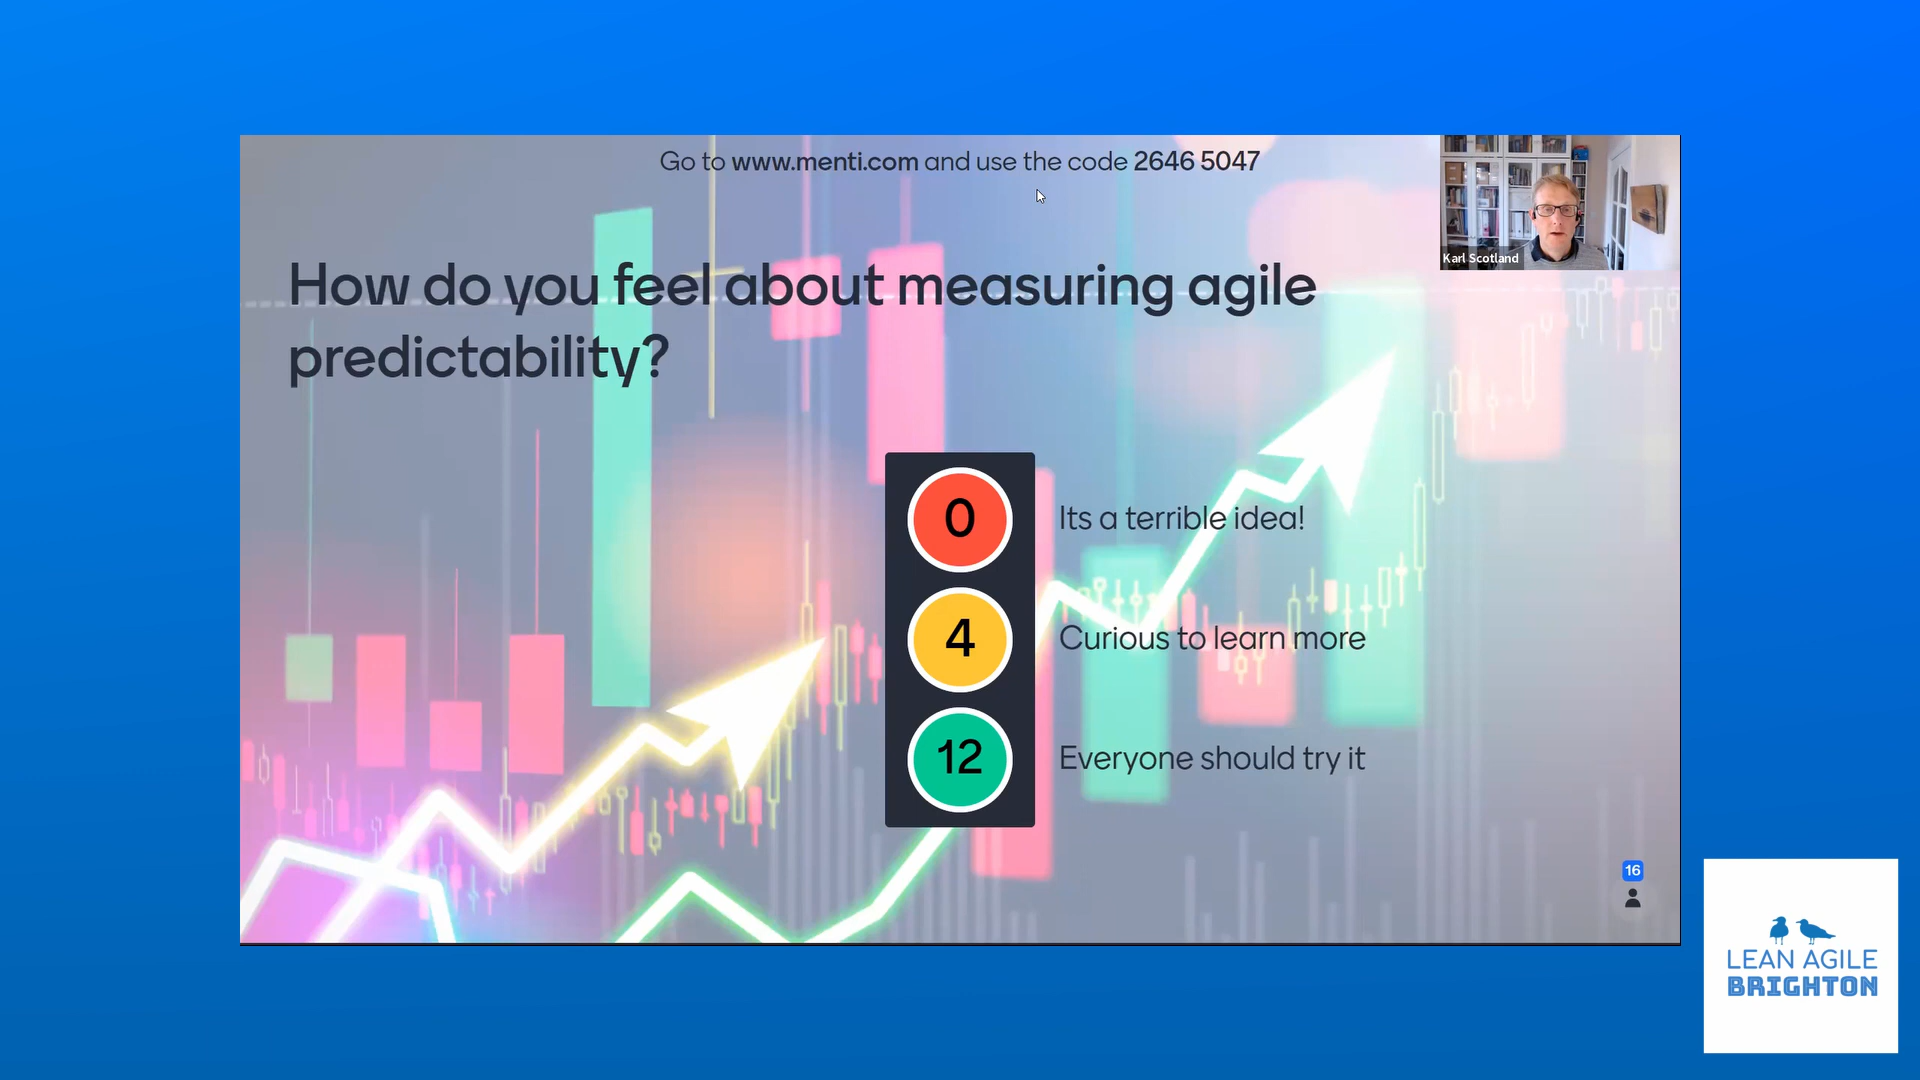 Go to www.menti.com and use the code 2646 5047
Karl Scotland
How do you feel about measuring agile
predictability?
0
Its a terrible idea!
4
Curious to learn more
12
Everyone should try it
16
LEAN AGILE
BRIGHTON